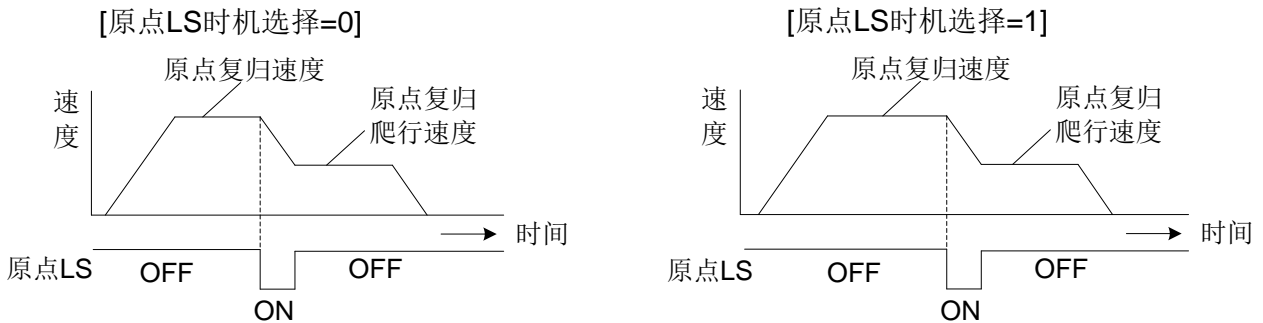 [原点LS时机选择=0]
原点复归速度
速度
原点复归
爬行速度
时间
原点LS
OFF
OFF
ON
[原点LS时机选择=1]
原点复归速度
速度
原点复归
爬行速度
时间
原点LS
OFF
OFF
ON